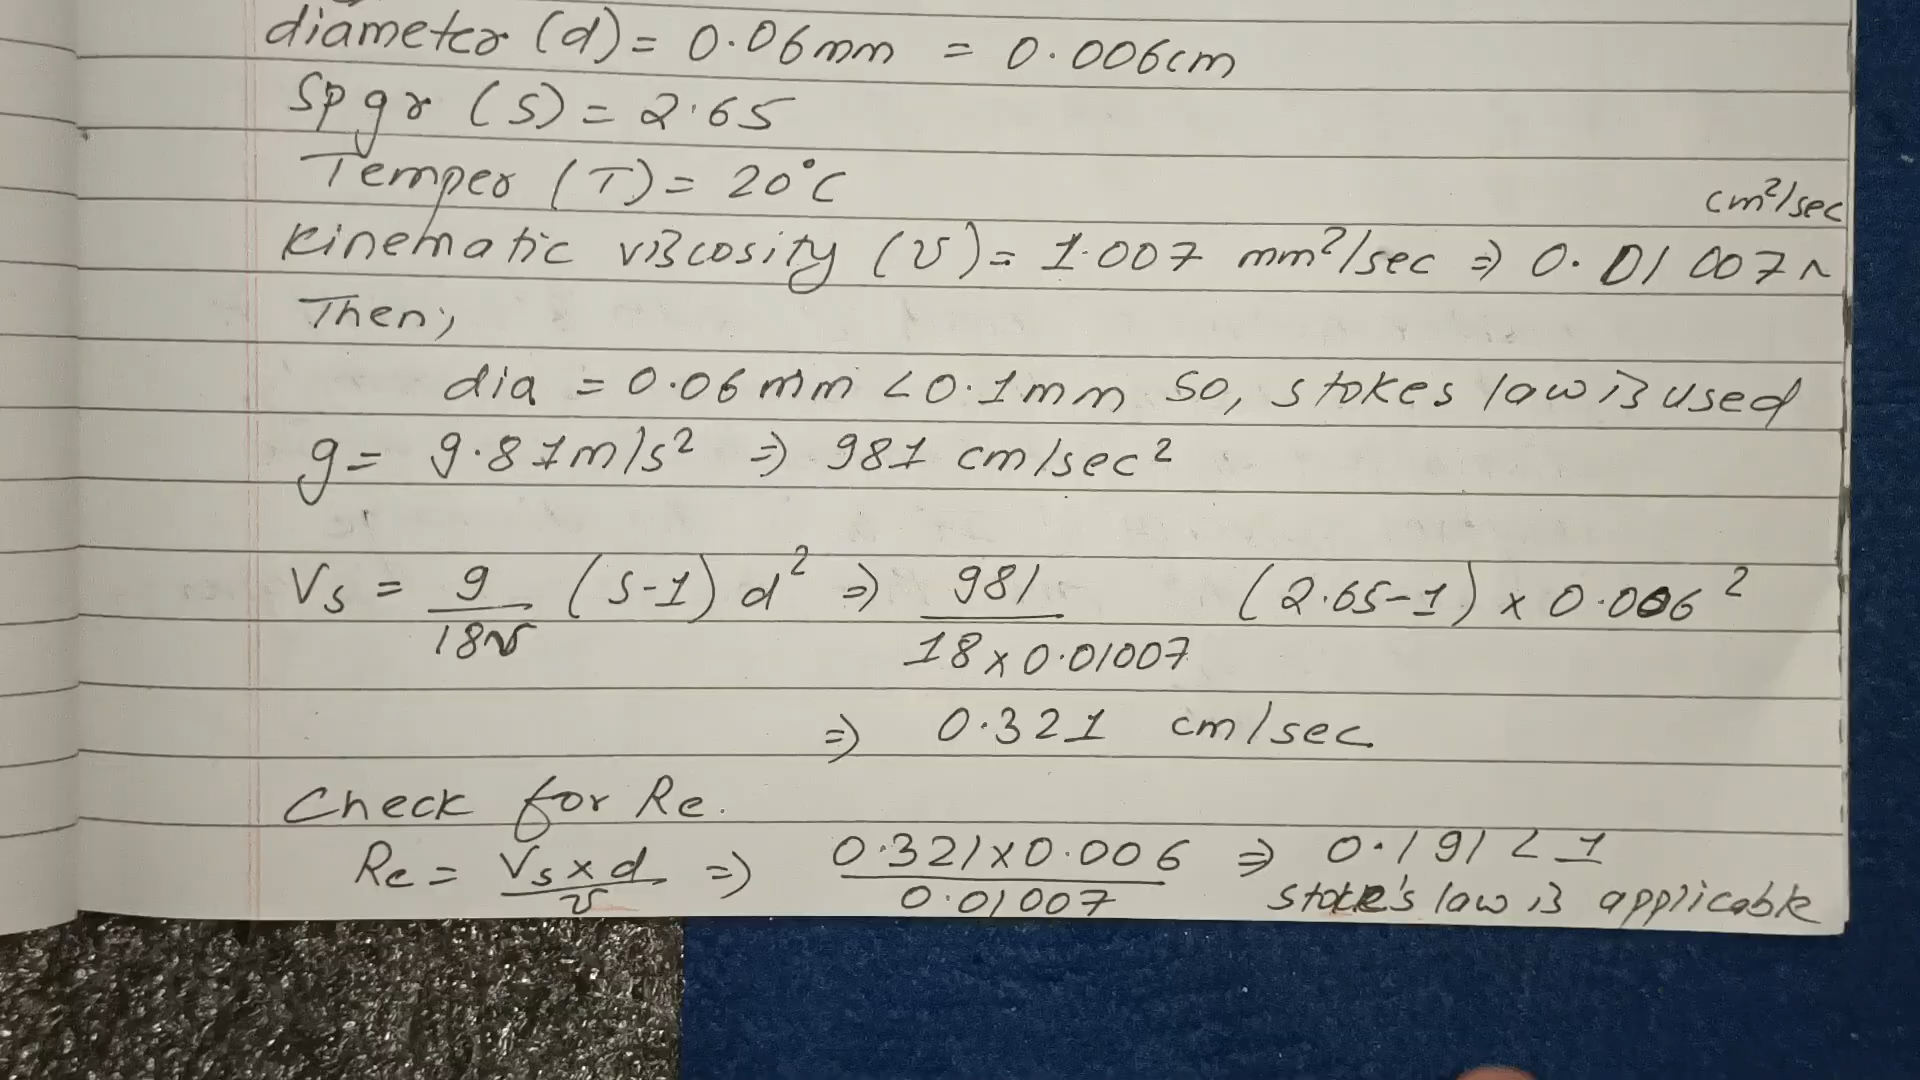 diameter (d) = 0.06mm = 0.006cm
Sp gr (S) = 2.65
Temper (T) = 20°C
cm²/sec
Kinematic viscosity (υ) = 1.007 mm²/sec ⇒ 0.01007
Then,
dia = 0.06 mm < 0.1mm So, stokes law is used
g = 9.81m/s² ⇒ 981 cm/sec²
Vs = g/18υ (S-1) d² ⇒ 981/18×0.01007 (2.65-1) × 0.006²
⇒ 0.321 cm/sec
Check for Re.
Re = Vs×d/υ ⇒ 0.321×0.006/0.01007 ⇒ 0.191 < 1
stoke's law is applicable